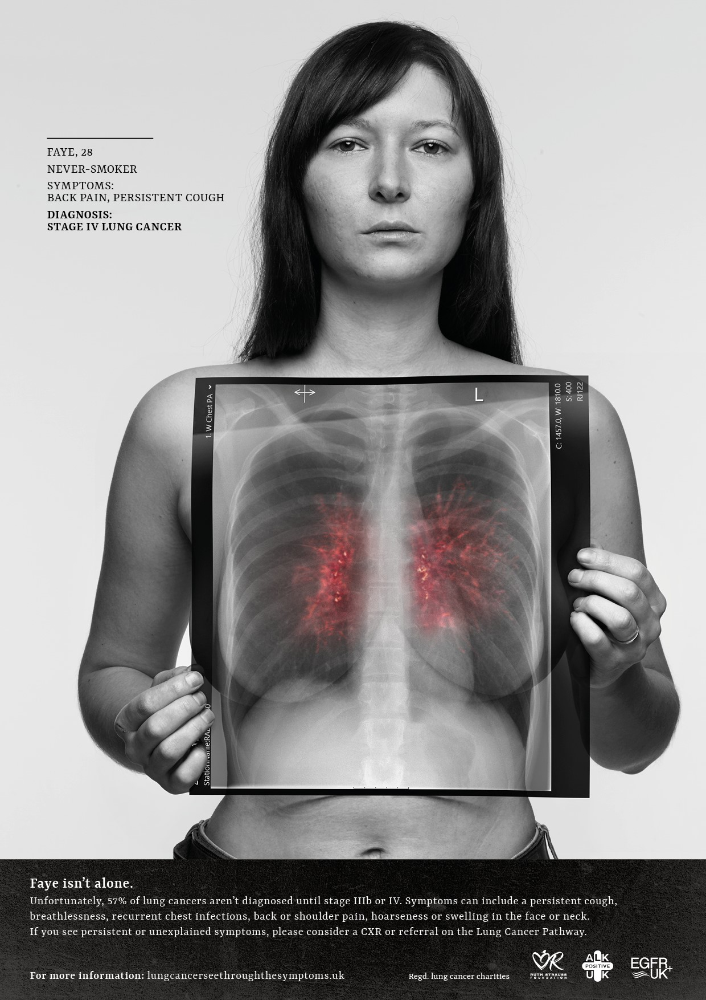 FAYE, 28
NEVER-SMOKER
SYMPTOMS:
BACK PAIN, PERSISTENT COUGH
DIAGNOSIS:
STAGE IV LUNG CANCER
1. W Chest PA
L
C: 1457.0, W 1810.0
S: 400
RJ122
Faye isn’t alone.
Unfortunately, 57% of lung cancers aren’t diagnosed until stage IIIb or IV. Symptoms can include a persistent cough,
breathlessness, recurrent chest infections, back or shoulder pain, hoarseness or swelling in the face or neck.
If you see persistent or unexplained symptoms, please consider a CXR or referral on the Lung Cancer Pathway.
For more information: lungcancerseethroughthesymptoms.uk
Regd. lung cancer charities
RUTH STRAUSS
FOUNDATION
ALK
POSITIVE
UK
EGFR+
UK